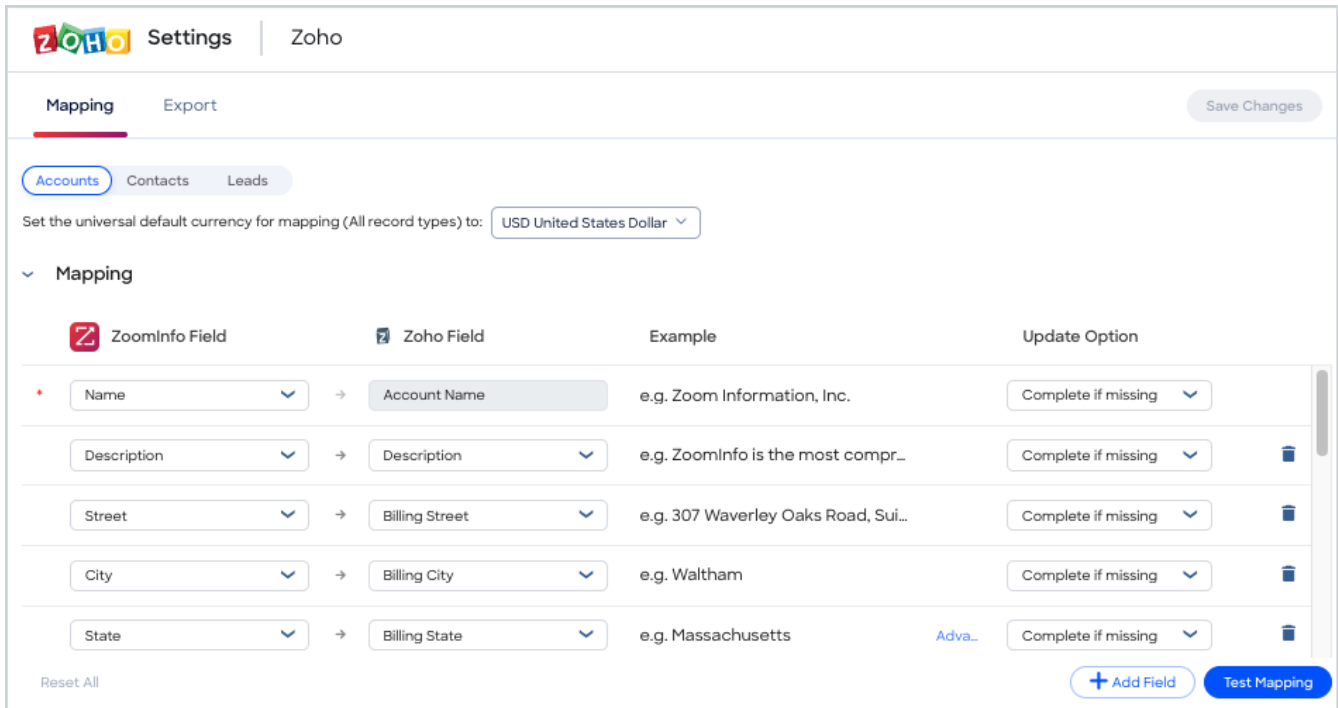 ZOHO Settings Zoho
Mapping Export Save Changes
Accounts Contacts Leads
Set the universal default currency for mapping (All record types) to: USD United States Dollar
Mapping
ZoomInfo Field Zoho Field Example Update Option
* Name → Account Name e.g. Zoom Information, Inc. Complete if missing
Description → Description e.g. ZoomInfo is the most compr... Complete if missing
Street → Billing Street e.g. 307 Waverley Oaks Road, Sui... Complete if missing
City → Billing City e.g. Waltham Complete if missing
State → Billing State e.g. Massachusetts Adva... Complete if missing
Reset All + Add Field Test Mapping